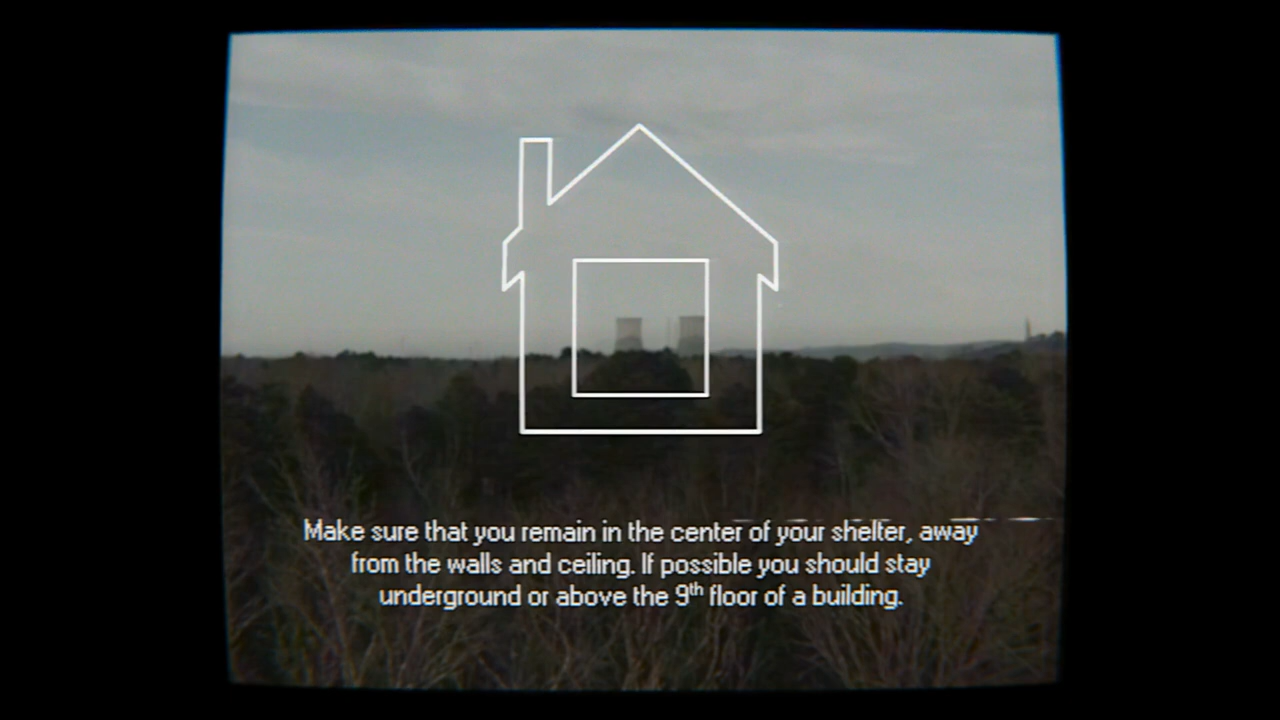 Make sure that you remain in the center of your shelter, away
from the walls and ceiling. If possible you should stay
underground or above the 9th floor of a building.